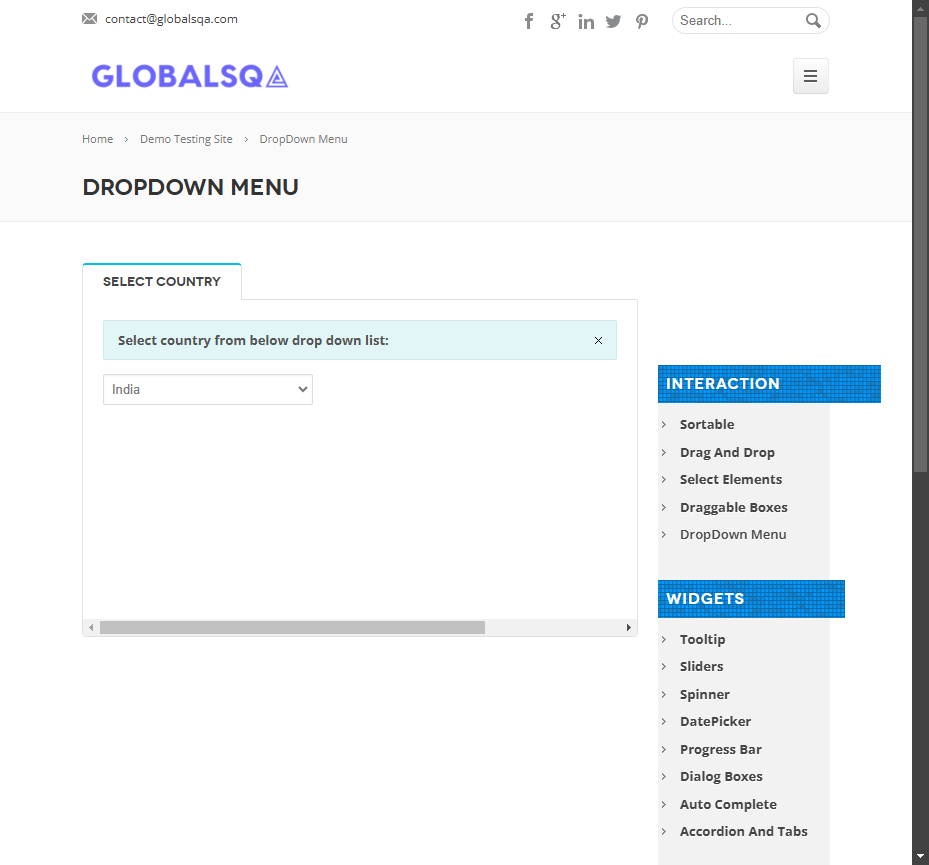 contact@globalsqa.com
Search...
GLOBALSQA
Home > Demo Testing Site > DropDown Menu
DROPDOWN MENU
SELECT COUNTRY
Select country from below drop down list:
India
INTERACTION
Sortable
Drag And Drop
Select Elements
Draggable Boxes
DropDown Menu
WIDGETS
Tooltip
Sliders
Spinner
DatePicker
Progress Bar
Dialog Boxes
Auto Complete
Accordion And Tabs